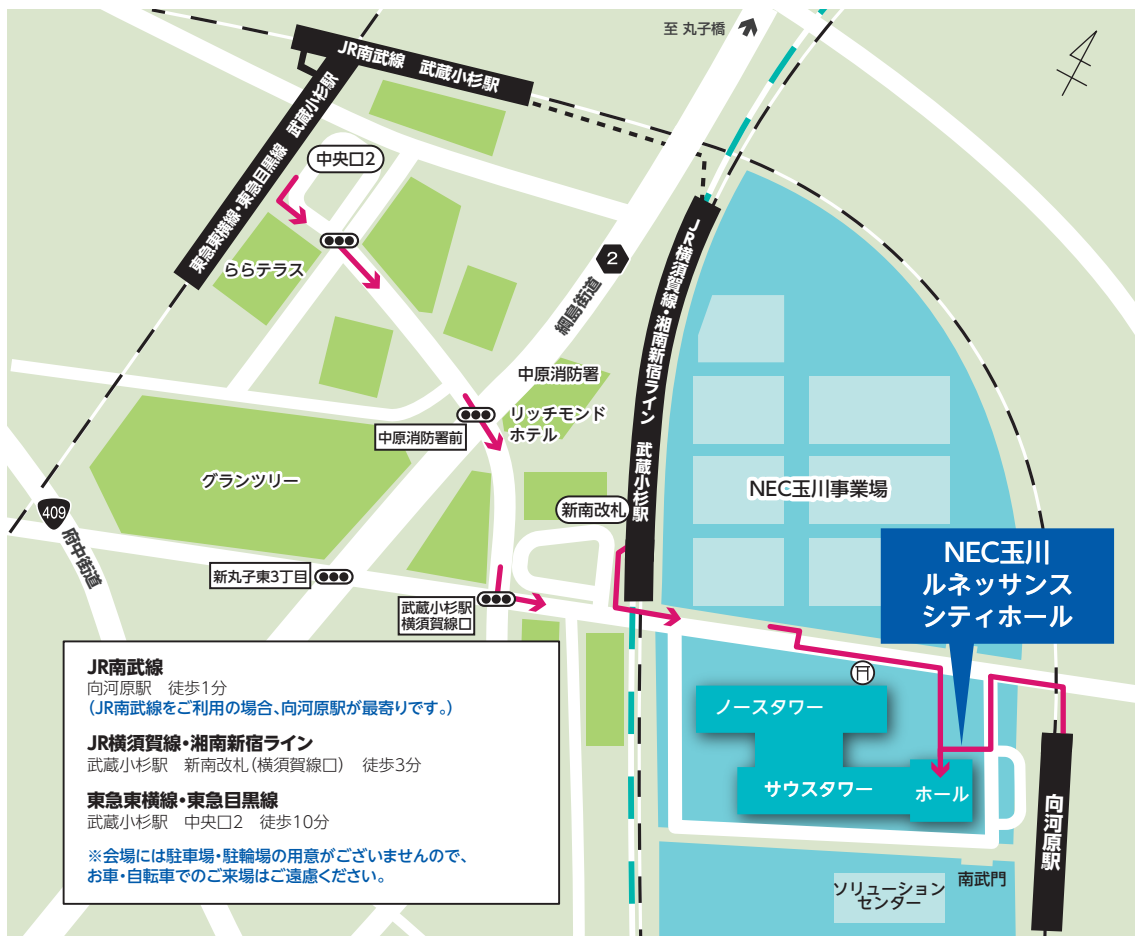 至 丸子橋
JR南武線　武蔵小杉駅
東急東横線・東急目黒線　武蔵小杉駅
中央口2
ららテラス
2
綱島街道
JR横須賀線・湘南新宿ライン　武蔵小杉駅
中原消防署
リッチモンド
ホテル
中原消防署前
グランツリー
NEC玉川事業場
409
府中街道
新南改札
新丸子東3丁目
武蔵小杉駅
横須賀線口
NEC玉川
ルネッサンス
シティホール
ノースタワー
サウスタワー
ホール
向河原駅
南武門
ソリューション
センター
JR南武線
向河原駅　徒歩1分
(JR南武線をご利用の場合、向河原駅が最寄りです。)
JR横須賀線・湘南新宿ライン
武蔵小杉駅　新南改札(横須賀線口)　徒歩3分
東急東横線・東急目黒線
武蔵小杉駅　中央口2　徒歩10分
※会場には駐車場・駐輪場の用意がございませんので、
お車・自転車でのご来場はご遠慮ください。